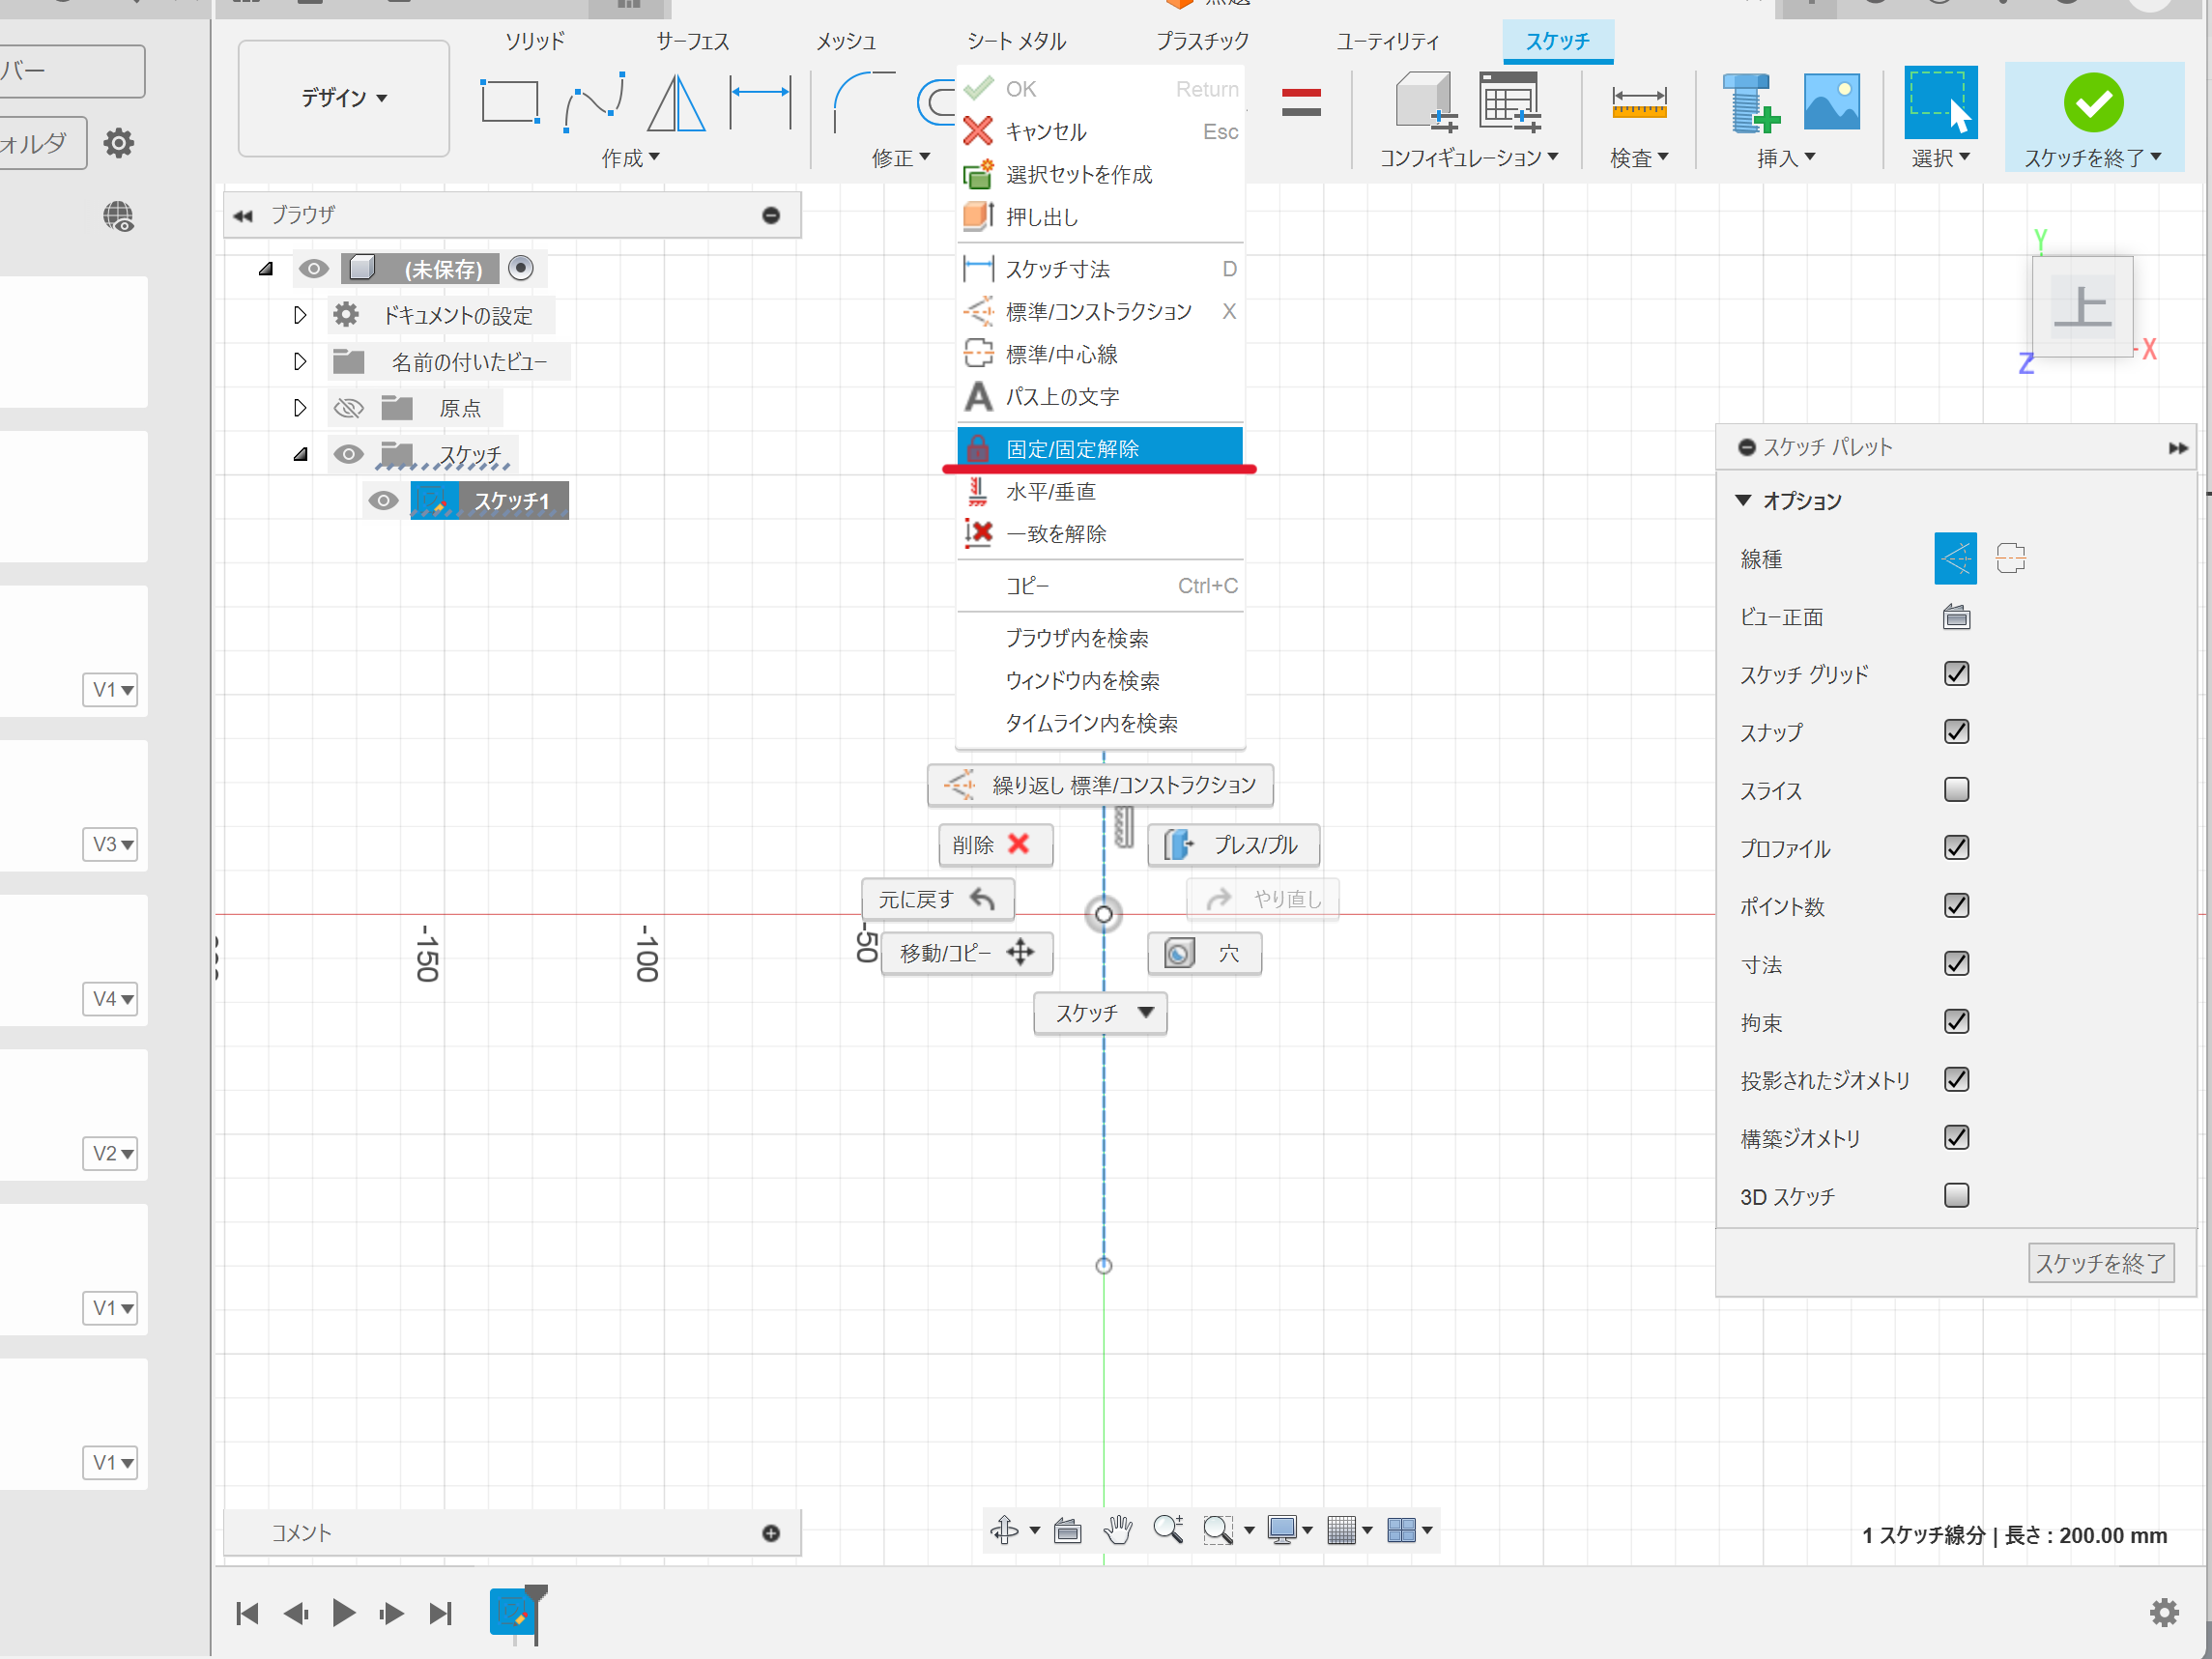 バー
ォルダ
V1
V3
V4
V2
V1
V1
デザイン
ソリッド
サーフェス
メッシュ
シート メタル
プラスチック
ユーティリティ
スケッチ
作成
修正
コンフィギュレーション
検査
挿入
選択
スケッチを終了
ブラウザ
(未保存)
ドキュメントの設定
名前の付いたビュー
原点
スケッチ
スケッチ1
OK Return
キャンセル Esc
選択セットを作成
押し出し
スケッチ寸法 D
標準/コンストラクション X
標準/中心線
パス上の文字
固定/固定解除
水平/垂直
一致を解除
コピー Ctrl+C
ブラウザ内を検索
ウィンドウ内を検索
タイムライン内を検索
繰り返し 標準/コンストラクション
削除
プレス/プル
元に戻す
やり直し
移動/コピー
穴
スケッチ
-150
-100
-50
Y
上
X
Z
スケッチ パレット
オプション
線種
ビュー正面
スケッチ グリッド
スナップ
スライス
プロファイル
ポイント数
寸法
拘束
投影されたジオメトリ
構築ジオメトリ
3D スケッチ
スケッチを終了
コメント
1 スケッチ線分 | 長さ : 200.00 mm